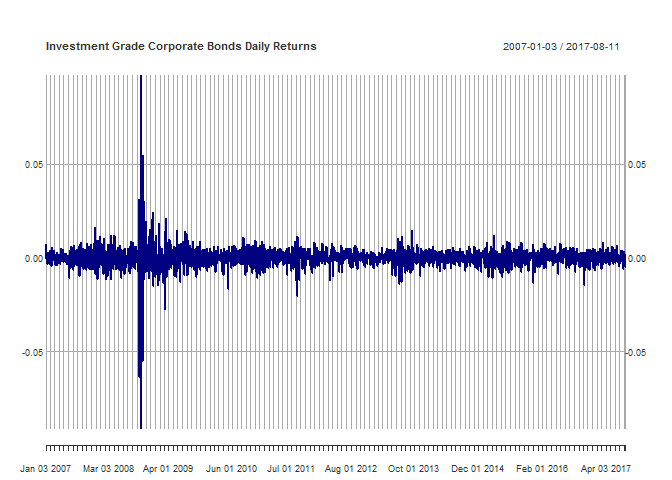 Investment Grade Corporate Bonds Daily Returns 2007-01-03 / 2017-08-11
0.05 0.05
0.00 0.00
-0.05 -0.05
Jan 03 2007 Mar 03 2008 Apr 01 2009 Jun 01 2010 Jul 01 2011 Aug 01 2012 Oct 01 2013 Dec 01 2014 Feb 01 2016 Apr 03 2017